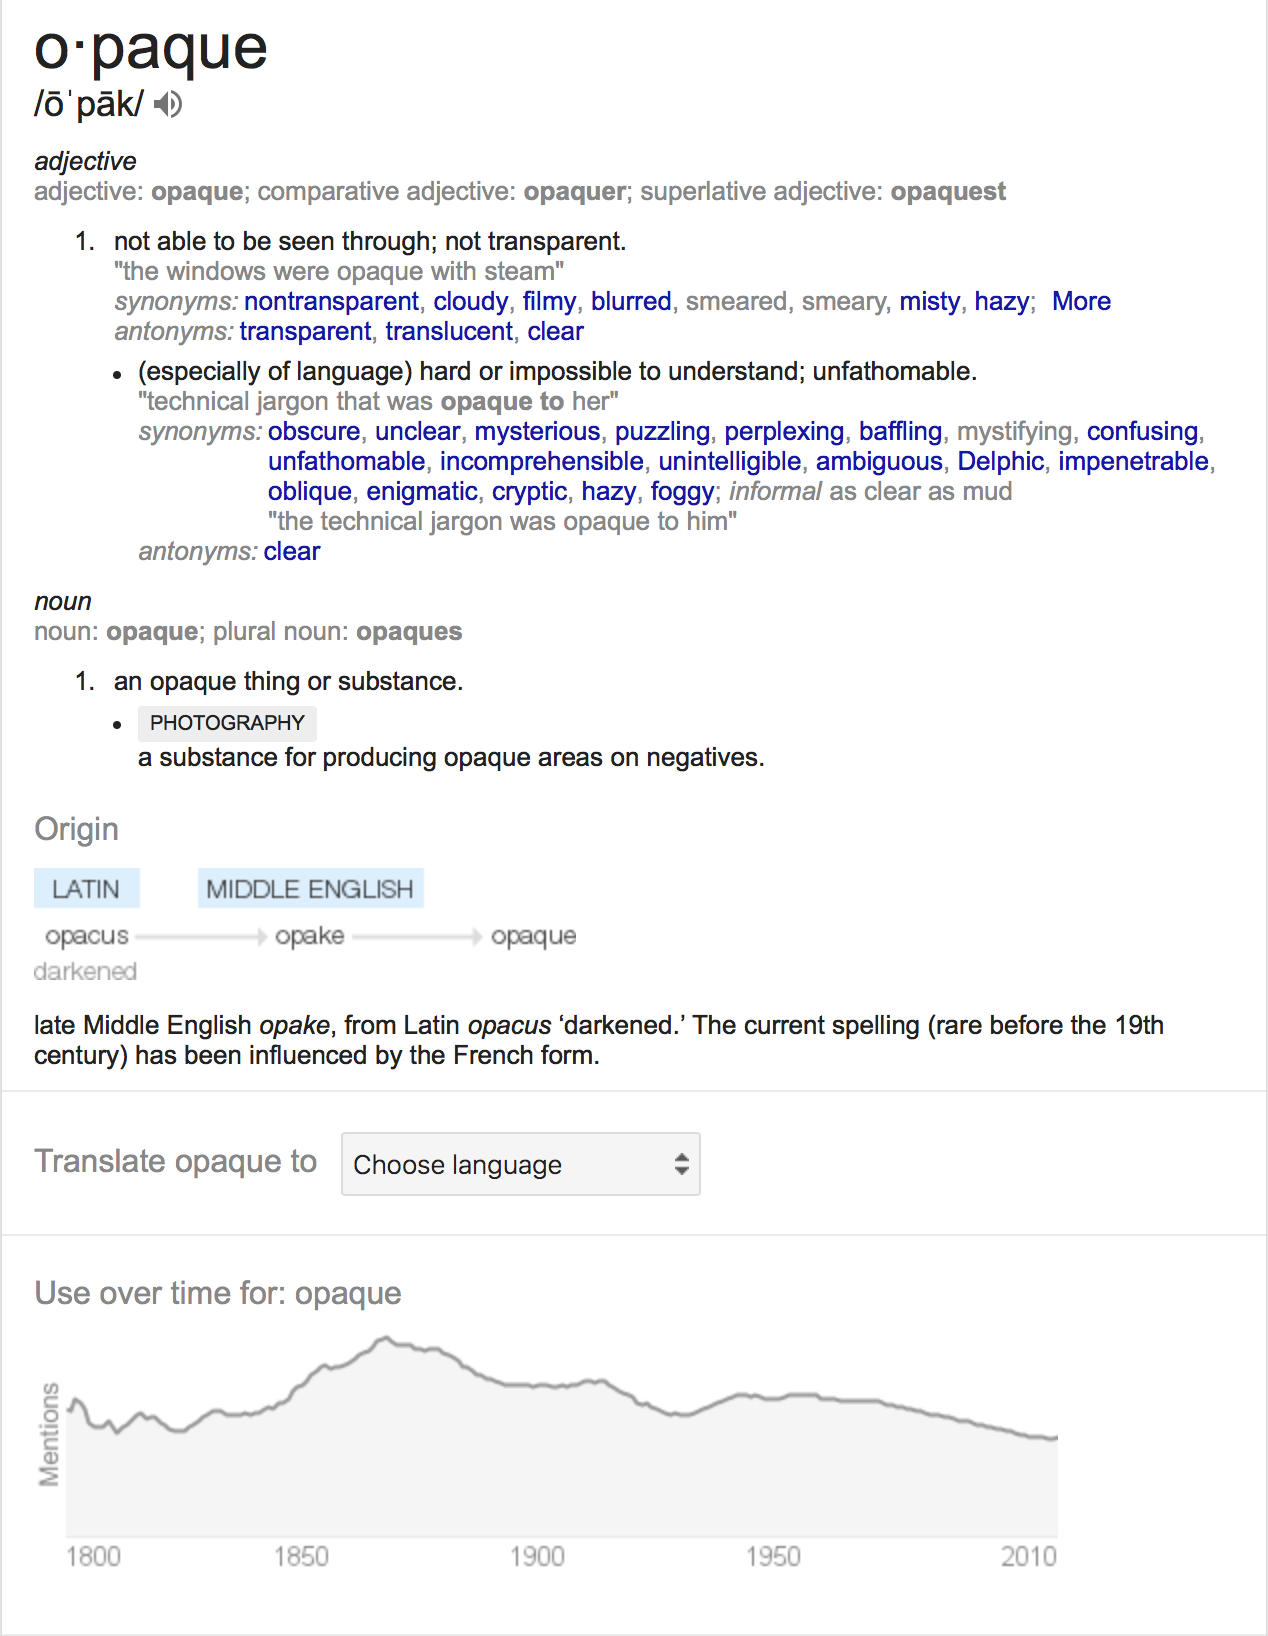 o·paque
/ōˈpāk/
adjective
adjective: opaque; comparative adjective: opaquer; superlative adjective: opaquest
1. not able to be seen through; not transparent.
"the windows were opaque with steam"
synonyms: nontransparent, cloudy, filmy, blurred, smeared, smeary, misty, hazy; More
antonyms: transparent, translucent, clear
• (especially of language) hard or impossible to understand; unfathomable.
"technical jargon that was opaque to her"
synonyms: obscure, unclear, mysterious, puzzling, perplexing, baffling, mystifying, confusing,
unfathomable, incomprehensible, unintelligible, ambiguous, Delphic, impenetrable,
oblique, enigmatic, cryptic, hazy, foggy; informal as clear as mud
"the technical jargon was opaque to him"
antonyms: clear
noun
noun: opaque; plural noun: opaques
1. an opaque thing or substance.
• PHOTOGRAPHY
a substance for producing opaque areas on negatives.
Origin
LATIN MIDDLE ENGLISH
opacus opake opaque
darkened
late Middle English opake, from Latin opacus ‘darkened.’ The current spelling (rare before the 19th
century) has been influenced by the French form.
Translate opaque to Choose language
Use over time for: opaque
Mentions
1800 1850 1900 1950 2010